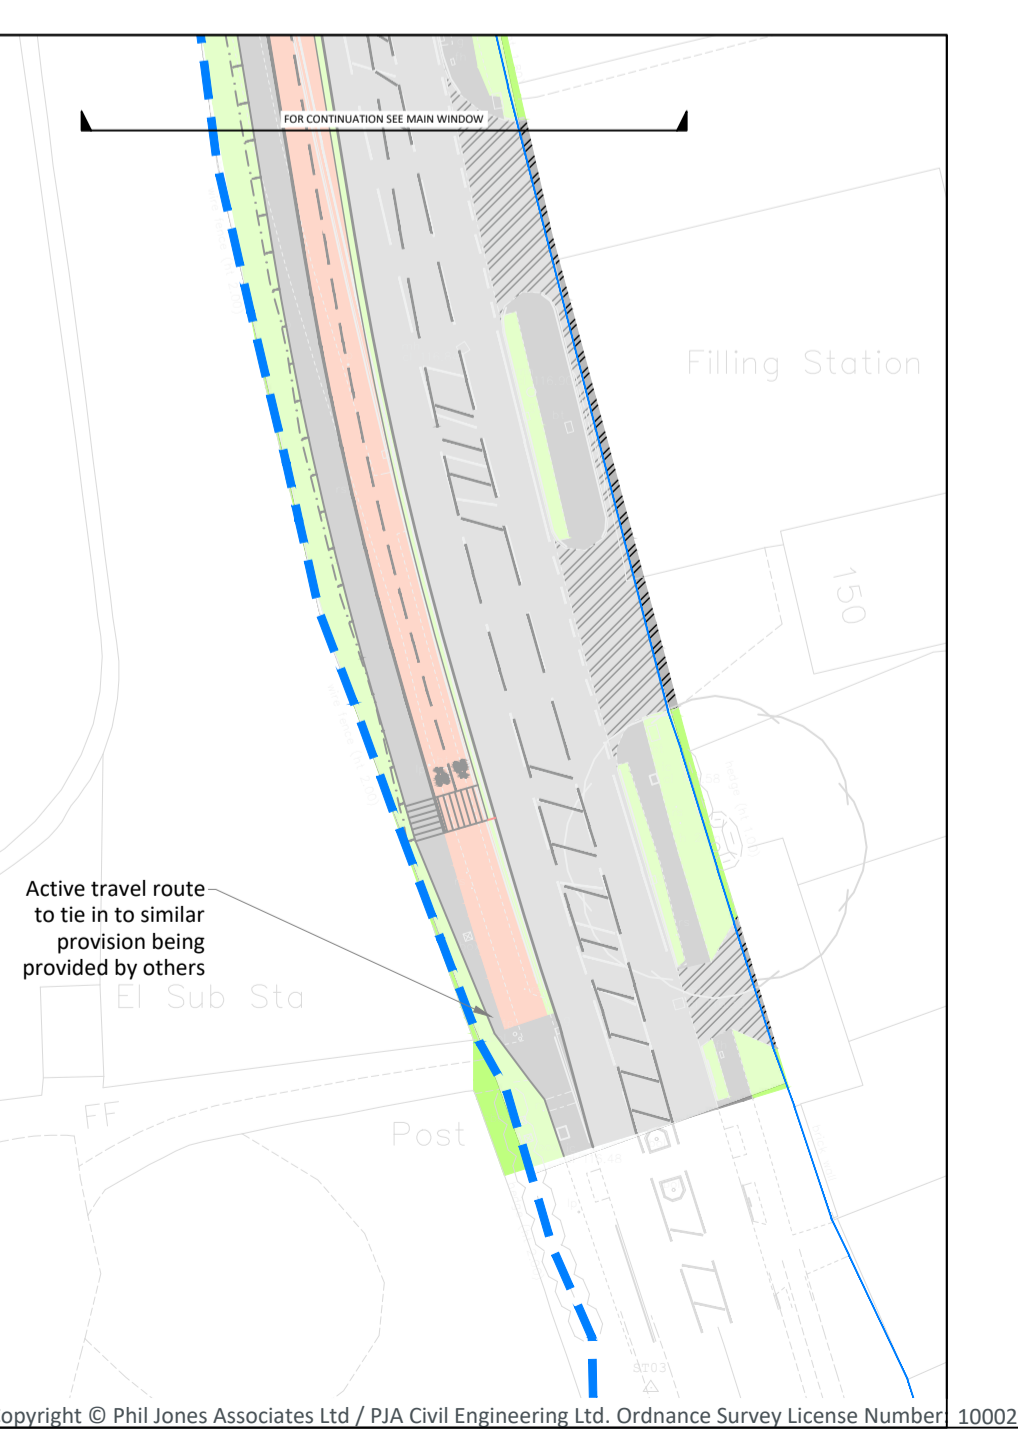 FOR CONTINUATION SEE MAIN WINDOW
Filling Station
150
Active travel route
to tie in to similar
provision being
provided by others
El Sub Sta
FF
Post
ST03
opyright © Phil Jones Associates Ltd / PJA Civil Engineering Ltd. Ordnance Survey License Number: 10002